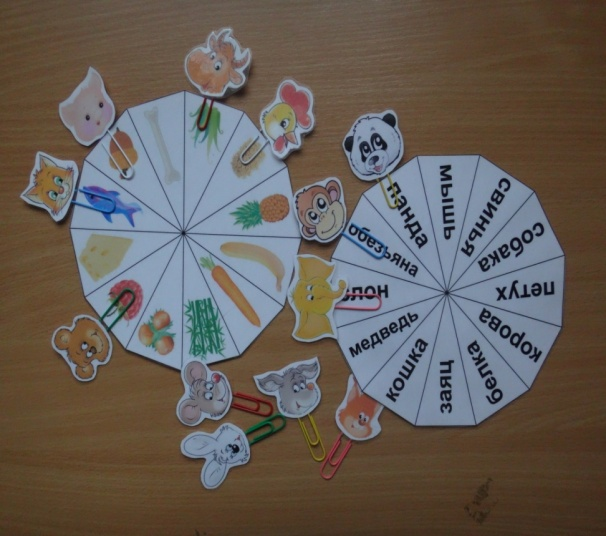 панда
мышь
свинья
собака
петух
корова
белка
заяц
кошка
медведь
слон
обезьяна